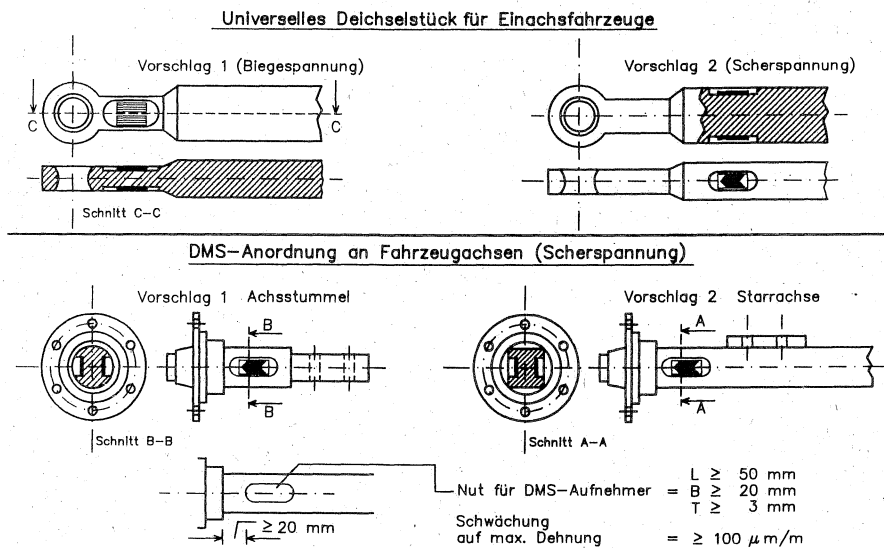 Universelles Deichselstück für Einachsfahrzeuge
Vorschlag 1 (Biegespannung)
Vorschlag 2 (Scherspannung)
C
C
Schnitt C-C
DMS-Anordnung an Fahrzeugachsen (Scherspannung)
Vorschlag 1 Achsstummel
Vorschlag 2 Starrachse
B
A
B
A
Schnitt B-B
Schnitt A-A
≥ 20 mm
Nut für DMS-Aufnehmer =
L ≥ 50 mm
B ≥ 20 mm
T ≥ 3 mm
Schwächung
auf max. Dehnung = ≥ 100 μm/m